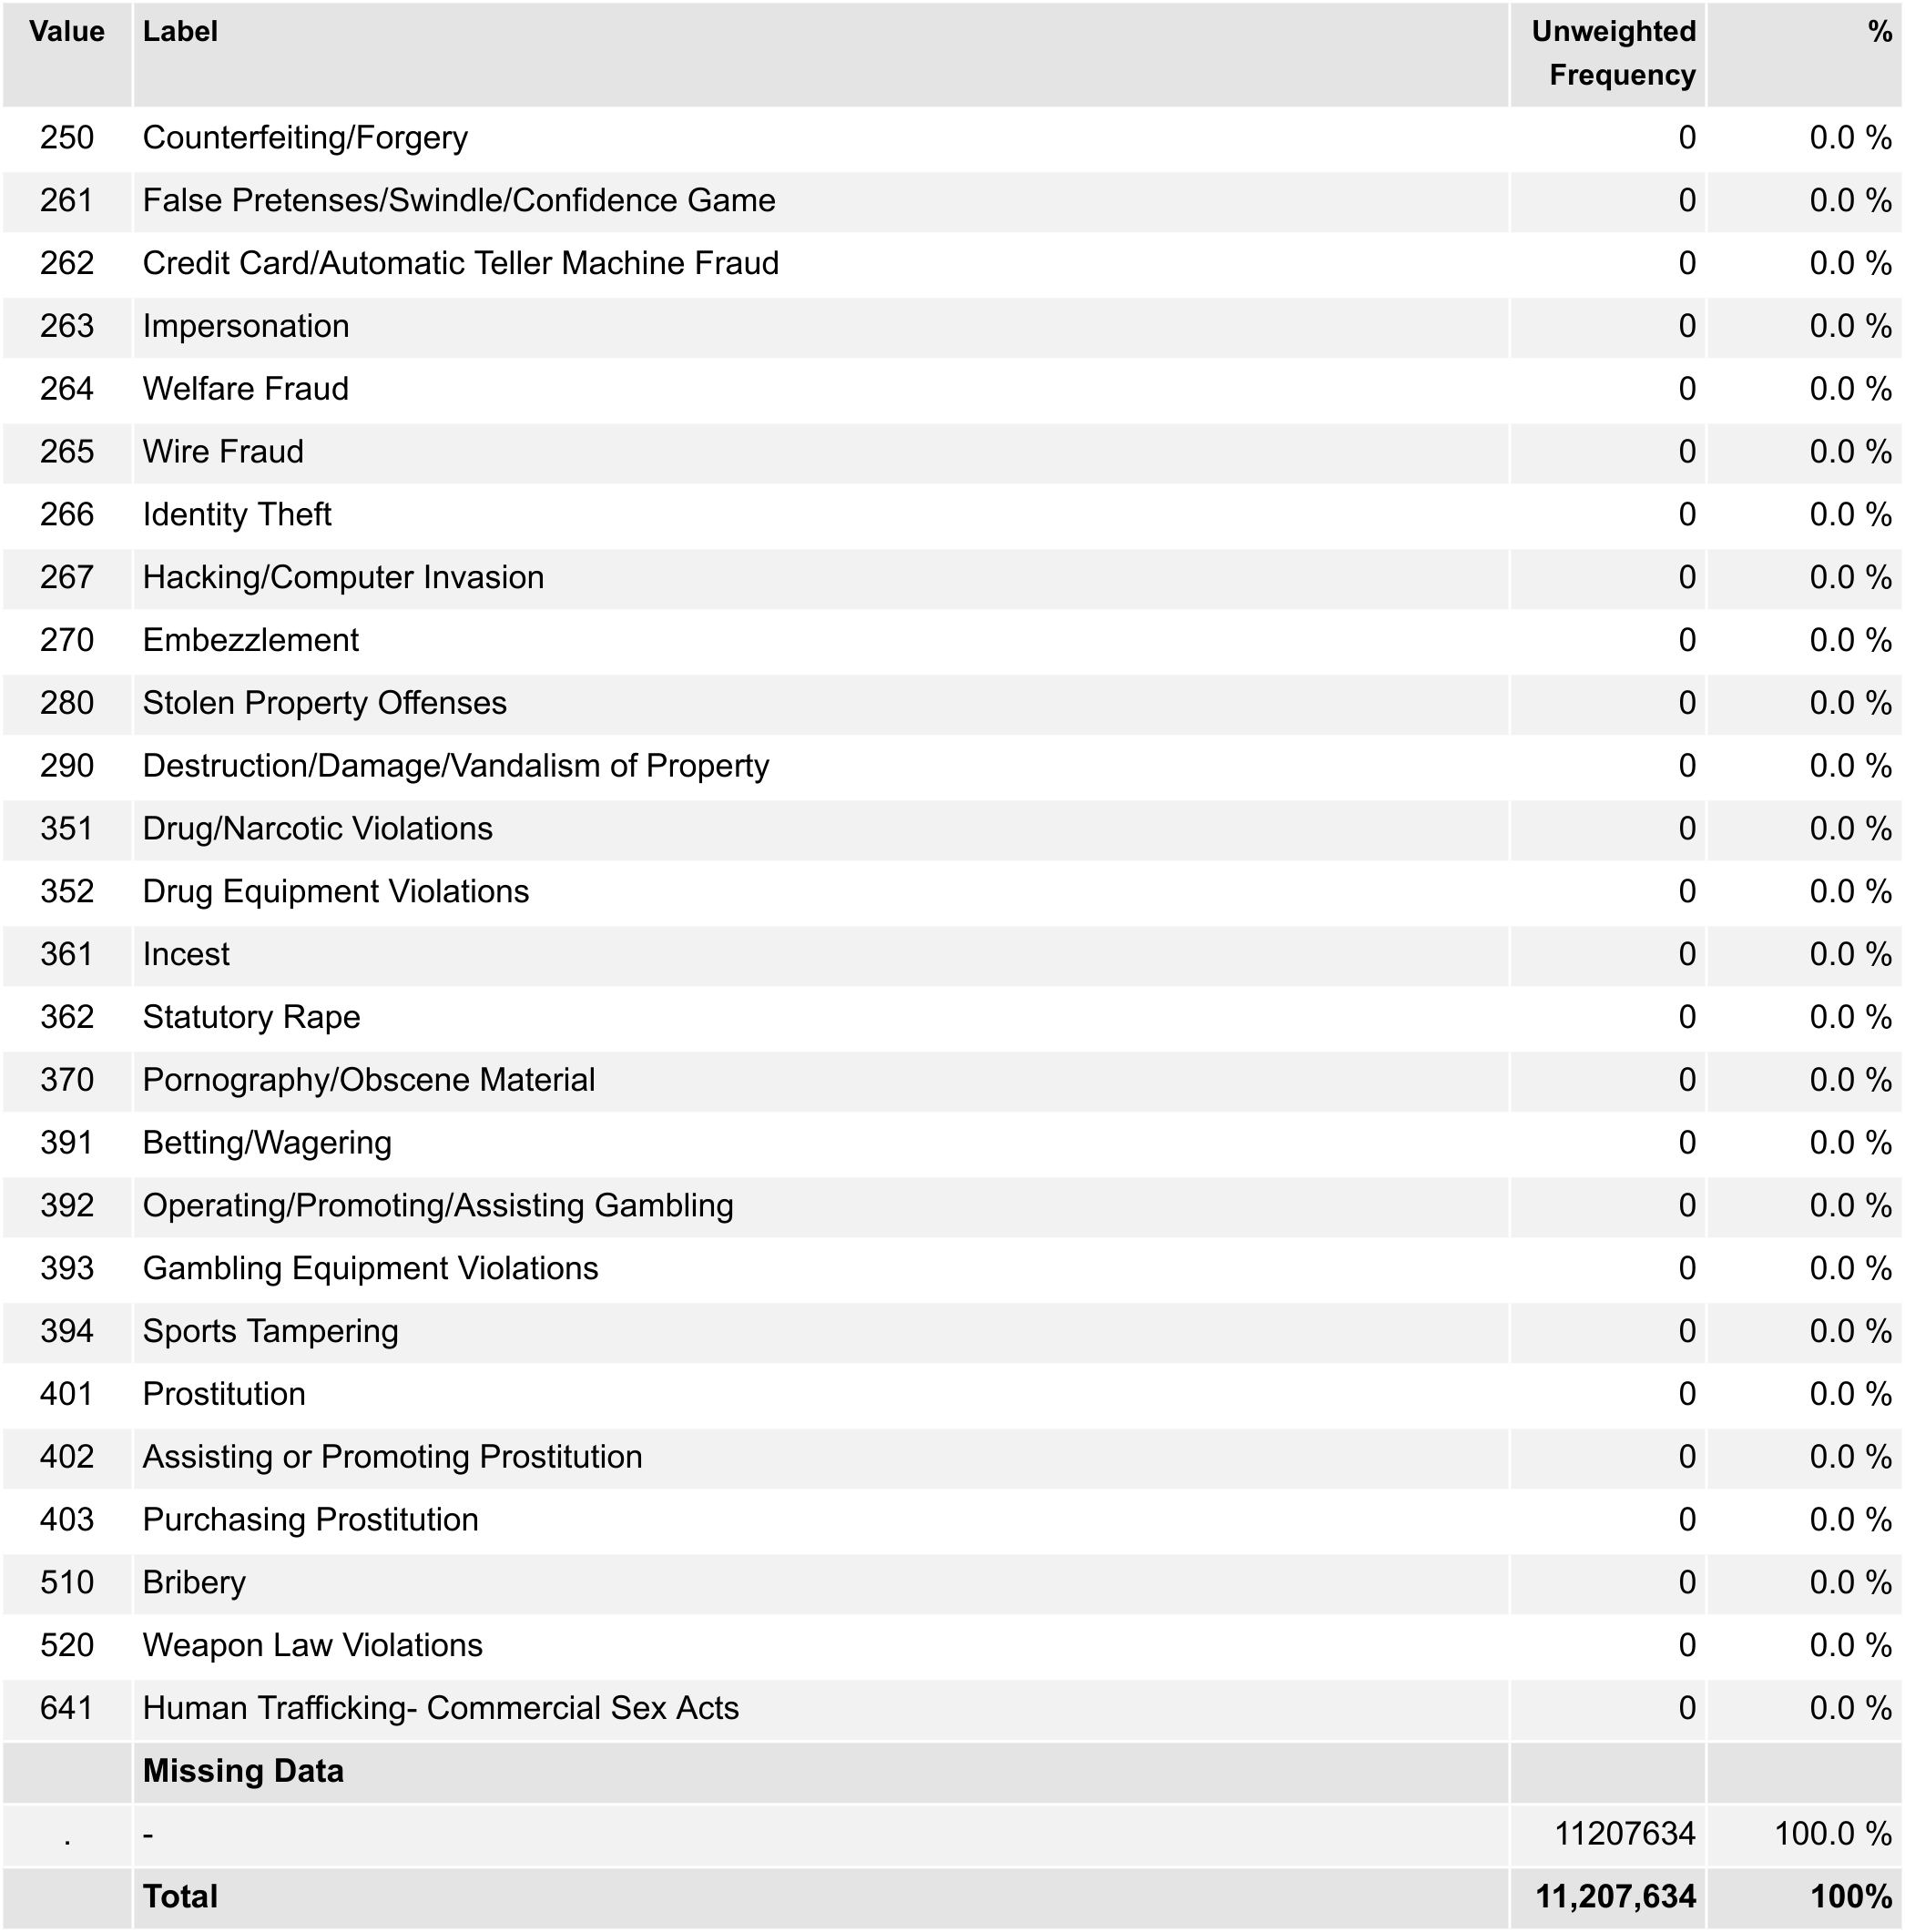 Value Label Unweighted Frequency %
250 Counterfeiting/Forgery 0 0.0 %
261 False Pretenses/Swindle/Confidence Game 0 0.0 %
262 Credit Card/Automatic Teller Machine Fraud 0 0.0 %
263 Impersonation 0 0.0 %
264 Welfare Fraud 0 0.0 %
265 Wire Fraud 0 0.0 %
266 Identity Theft 0 0.0 %
267 Hacking/Computer Invasion 0 0.0 %
270 Embezzlement 0 0.0 %
280 Stolen Property Offenses 0 0.0 %
290 Destruction/Damage/Vandalism of Property 0 0.0 %
351 Drug/Narcotic Violations 0 0.0 %
352 Drug Equipment Violations 0 0.0 %
361 Incest 0 0.0 %
362 Statutory Rape 0 0.0 %
370 Pornography/Obscene Material 0 0.0 %
391 Betting/Wagering 0 0.0 %
392 Operating/Promoting/Assisting Gambling 0 0.0 %
393 Gambling Equipment Violations 0 0.0 %
394 Sports Tampering 0 0.0 %
401 Prostitution 0 0.0 %
402 Assisting or Promoting Prostitution 0 0.0 %
403 Purchasing Prostitution 0 0.0 %
510 Bribery 0 0.0 %
520 Weapon Law Violations 0 0.0 %
641 Human Trafficking- Commercial Sex Acts 0 0.0 %
Missing Data
. - 11207634 100.0 %
Total 11,207,634 100%